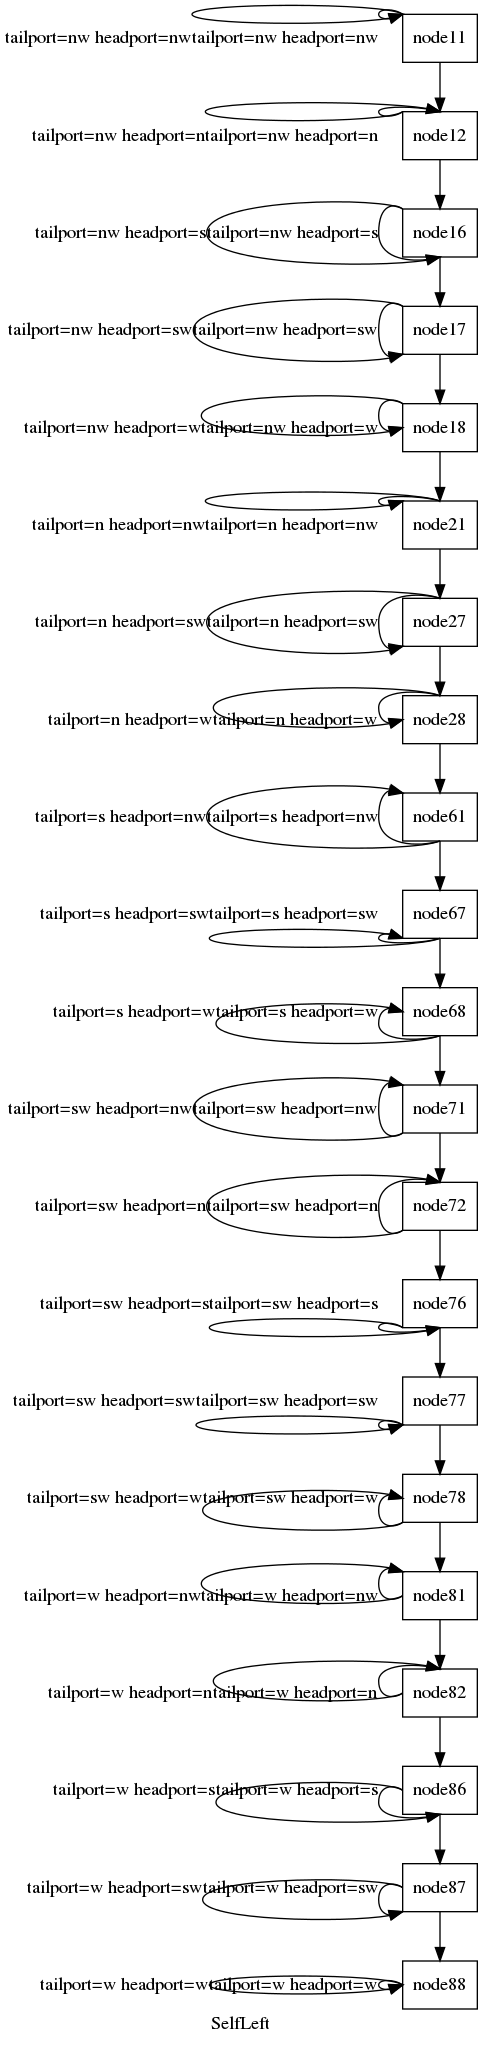 tailport=nw headport=nwtailport=nw headport=nw node11
tailport=nw headport=ntailport=nw headport=n node12
tailport=nw headport=stailport=nw headport=s node16
tailport=nw headport=swtailport=nw headport=sw node17
tailport=nw headport=wtailport=nw headport=w node18
tailport=n headport=nwtailport=n headport=nw node21
tailport=n headport=swtailport=n headport=sw node27
tailport=n headport=wtailport=n headport=w node28
tailport=s headport=nwtailport=s headport=nw node61
tailport=s headport=swtailport=s headport=sw node67
tailport=s headport=wtailport=s headport=w node68
tailport=sw headport=nwtailport=sw headport=nw node71
tailport=sw headport=ntailport=sw headport=n node72
tailport=sw headport=stailport=sw headport=s node76
tailport=sw headport=swtailport=sw headport=sw node77
tailport=sw headport=wtailport=sw headport=w node78
tailport=w headport=nwtailport=w headport=nw node81
tailport=w headport=ntailport=w headport=n node82
tailport=w headport=stailport=w headport=s node86
tailport=w headport=swtailport=w headport=sw node87
tailport=w headport=wtailport=w headport=w node88
SelfLeft